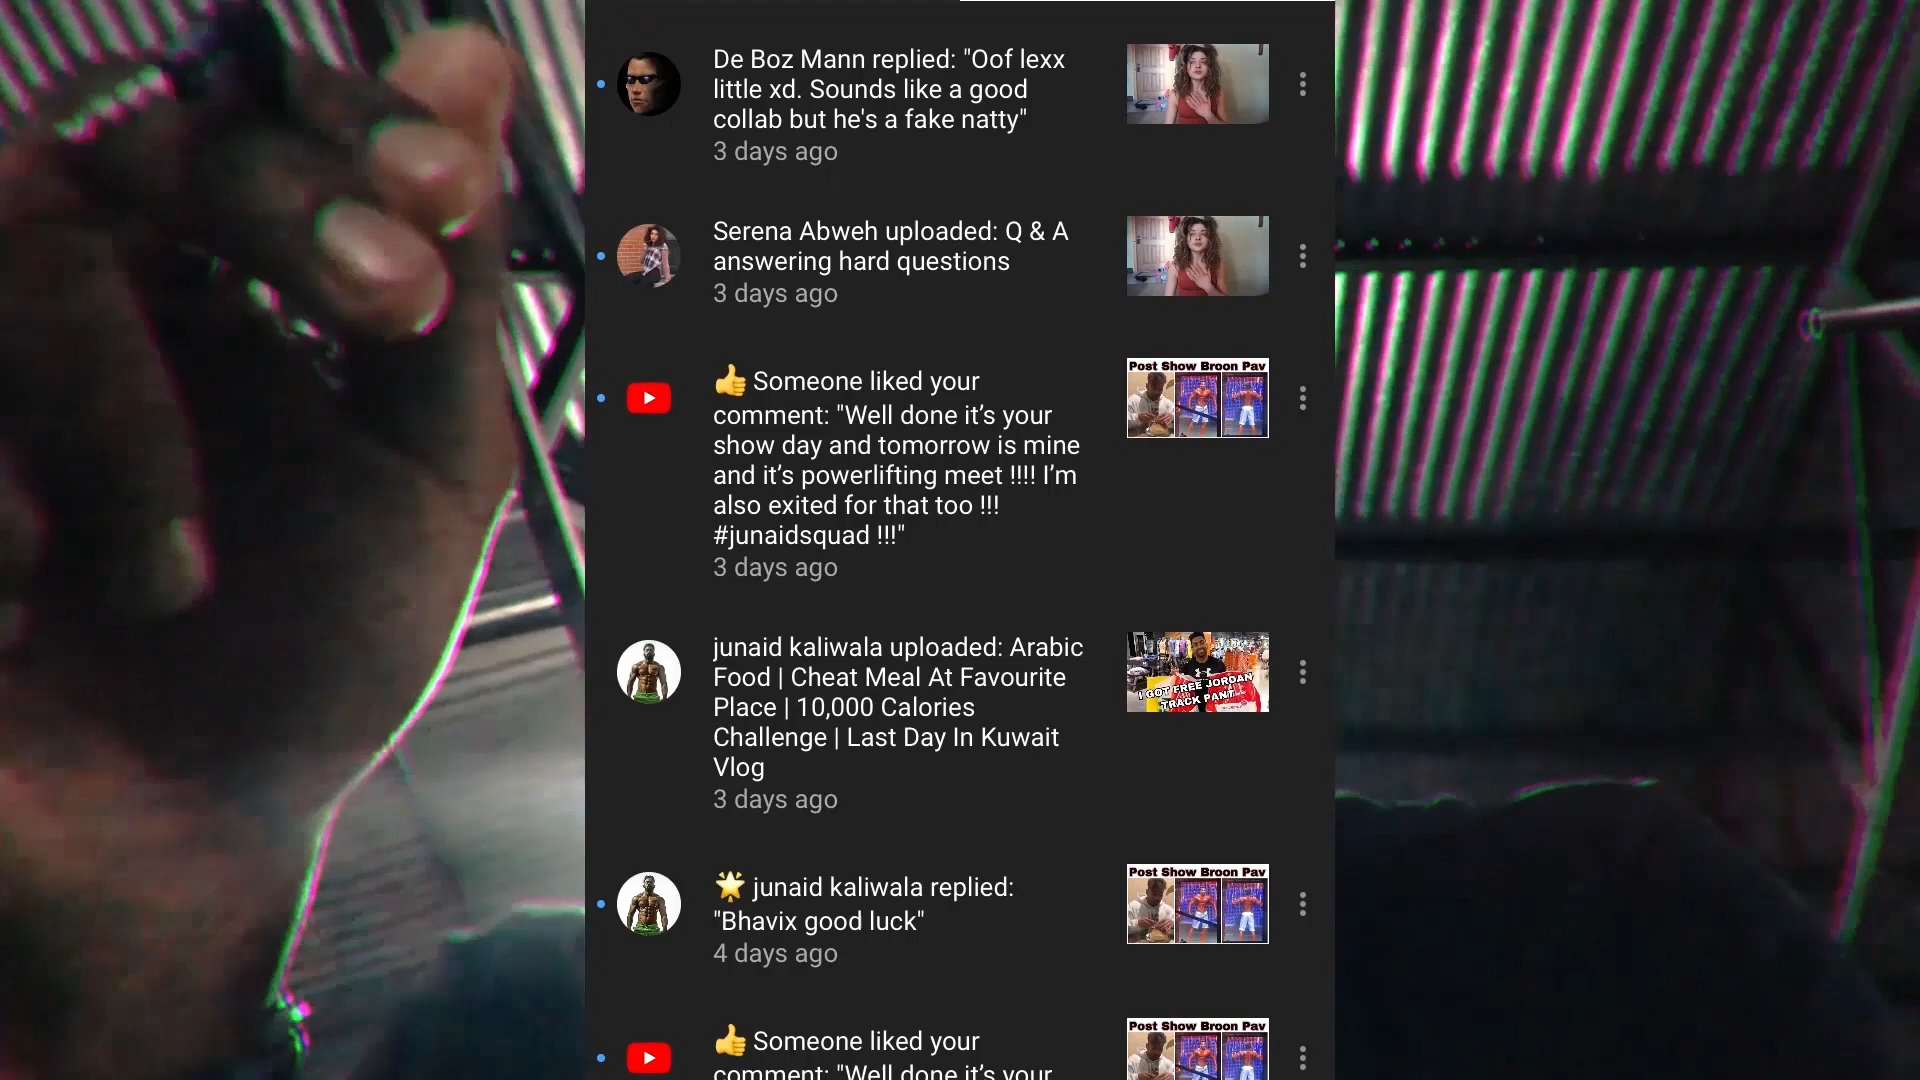 De Boz Mann replied: "Oof lexx
little xd. Sounds like a good
collab but he's a fake natty"
3 days ago
Serena Abweh uploaded: Q & A
answering hard questions
3 days ago
👍 Someone liked your
comment: "Well done it’s your
show day and tomorrow is mine
and it’s powerlifting meet !!!! I’m
also exited for that too !!!
#junaidsquad !!!"
3 days ago
Post Show Broon Pav
junaid kaliwala uploaded: Arabic
Food | Cheat Meal At Favourite
Place | 10,000 Calories
Challenge | Last Day In Kuwait
Vlog
3 days ago
I GOT FREE JORDAN
TRACK PANT...
🌟 junaid kaliwala replied:
"Bhavix good luck"
4 days ago
Post Show Broon Pav
👍 Someone liked your
comment: "Well done it’s your
Post Show Broon Pav